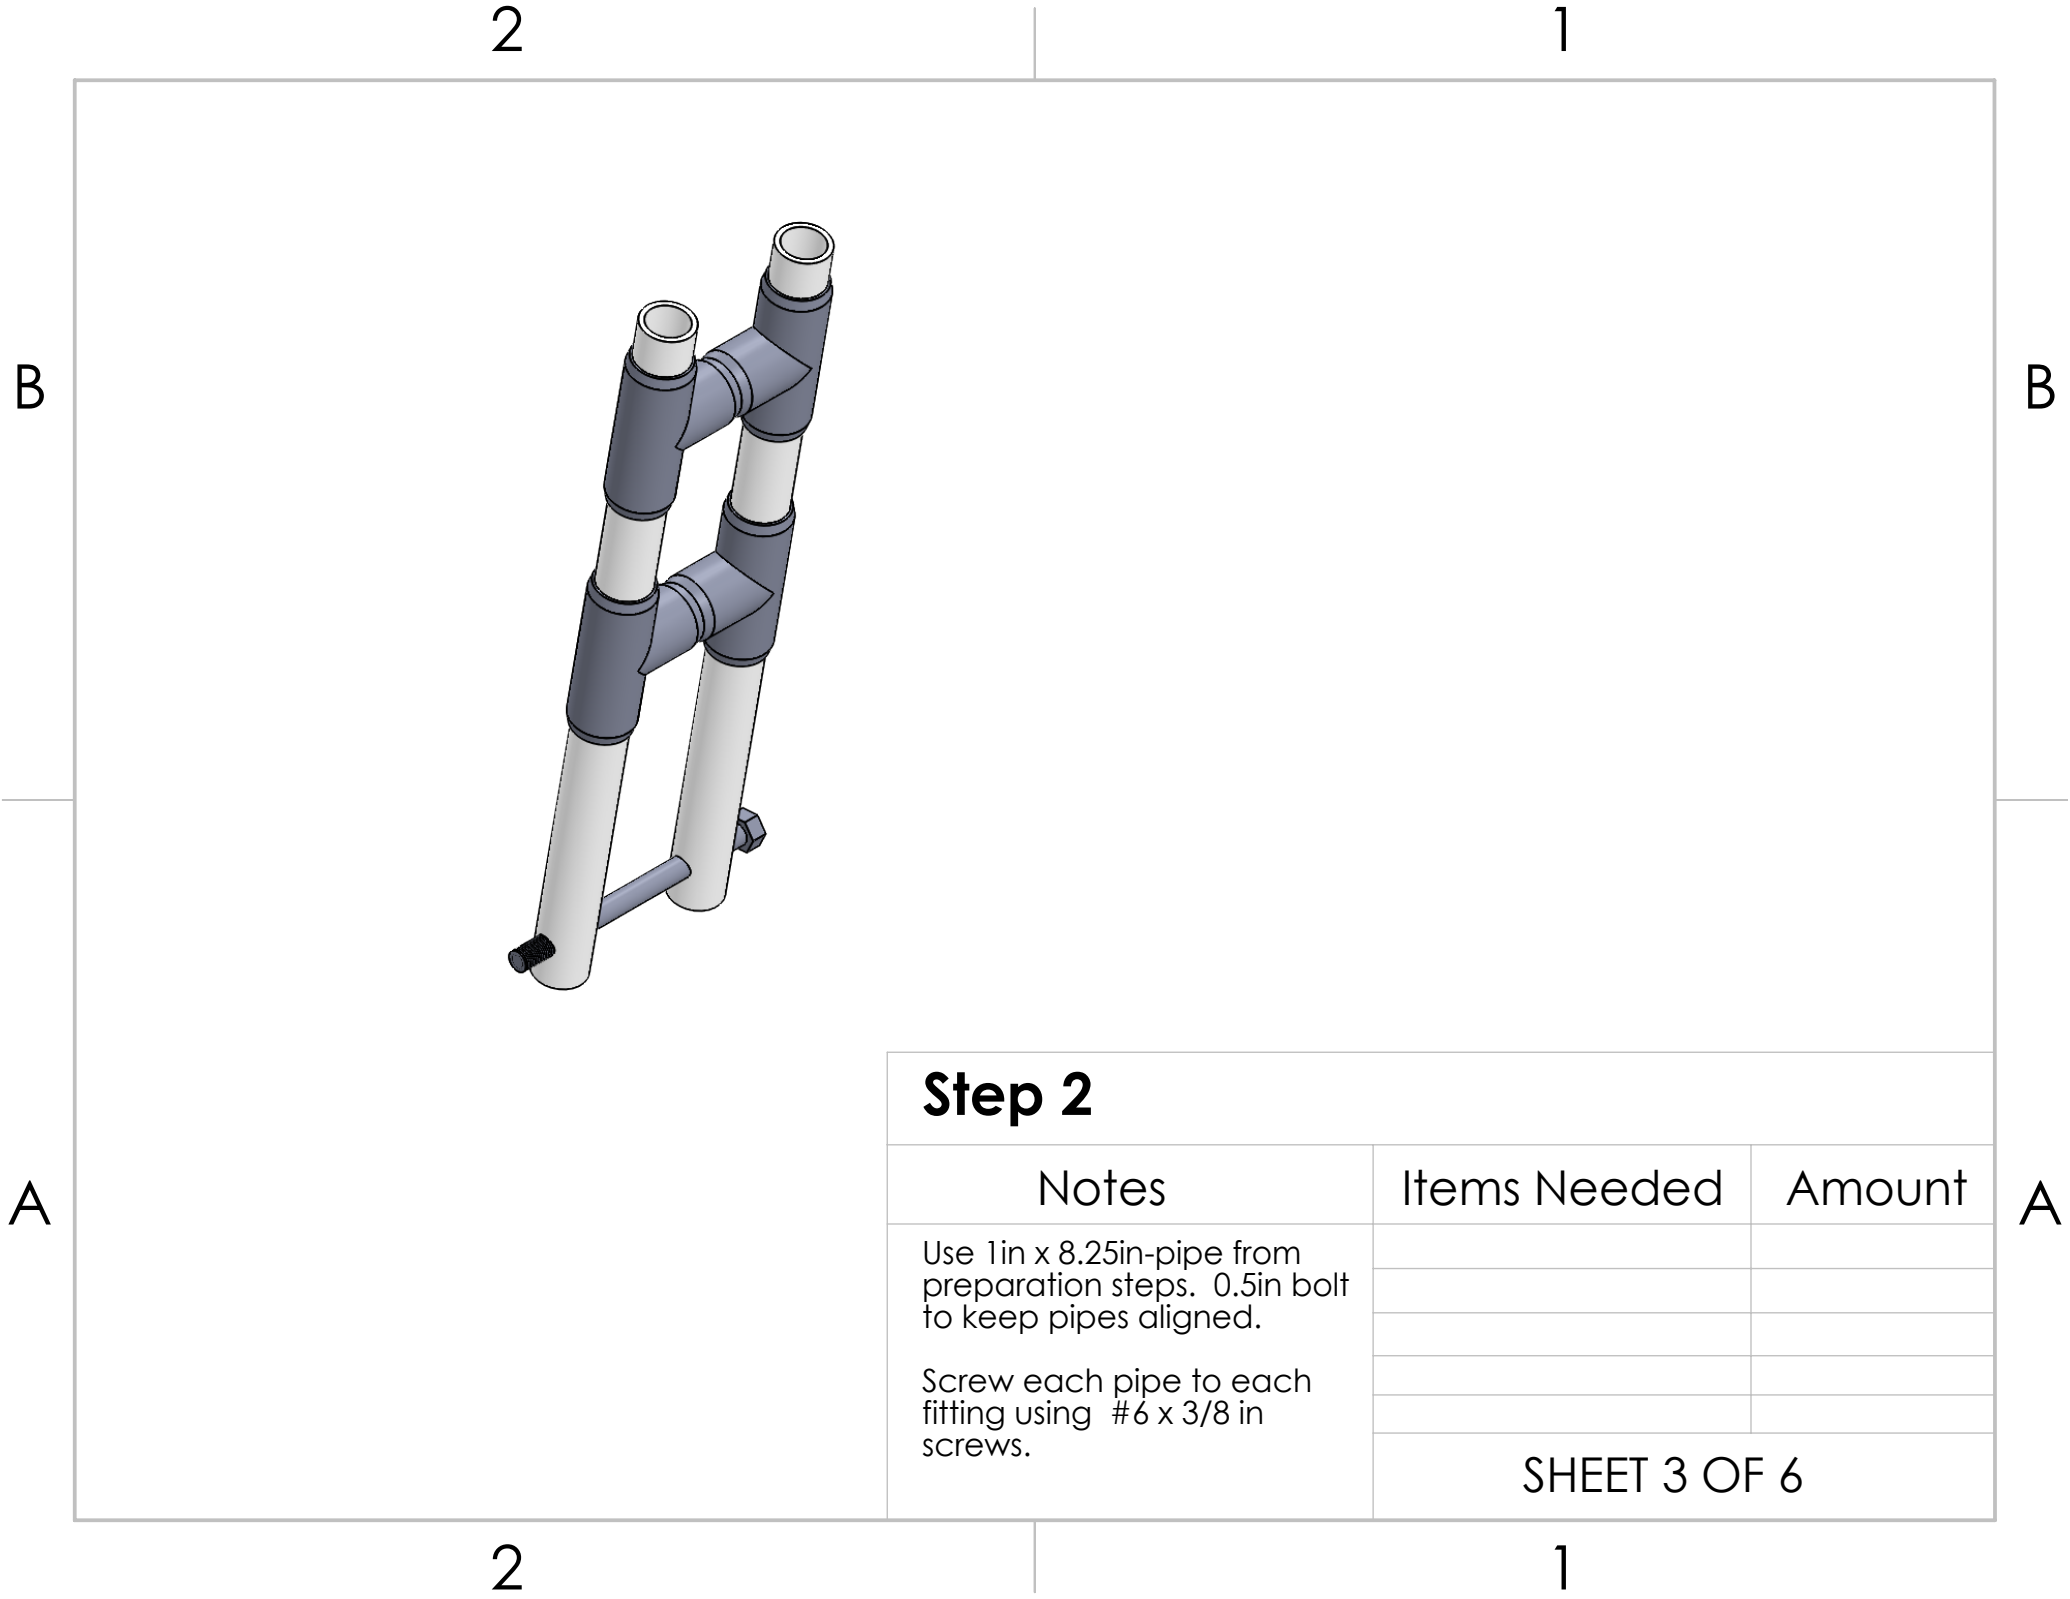 2 1
B B
A A
Step 2
Notes Items Needed Amount
Use 1in x 8.25in-pipe from
preparation steps.  0.5in bolt
to keep pipes aligned.
Screw each pipe to each
fitting using  #6 x 3/8 in
screws.
SHEET 3 OF 6
2 1